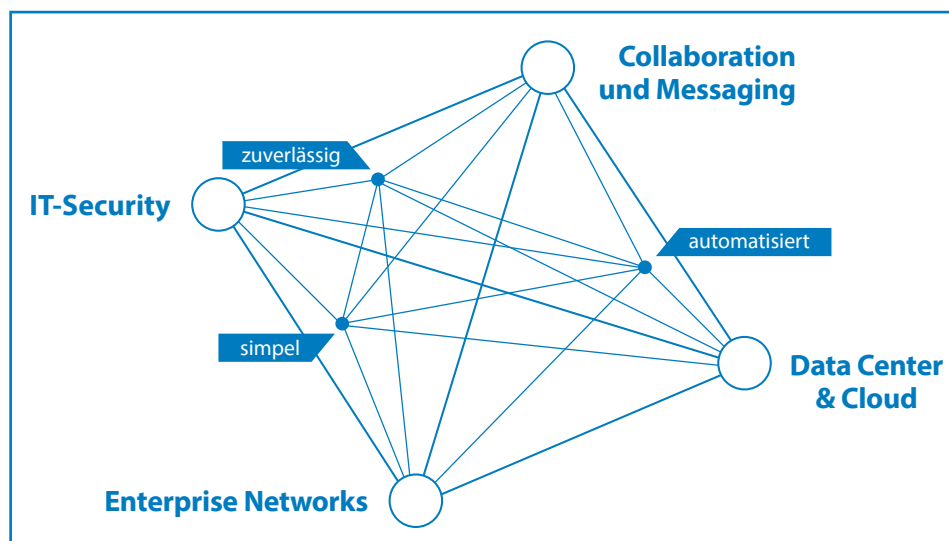 Collaboration
und Messaging
zuverlässig
IT-Security
automatisiert
simpel
Data Center
& Cloud
Enterprise Networks